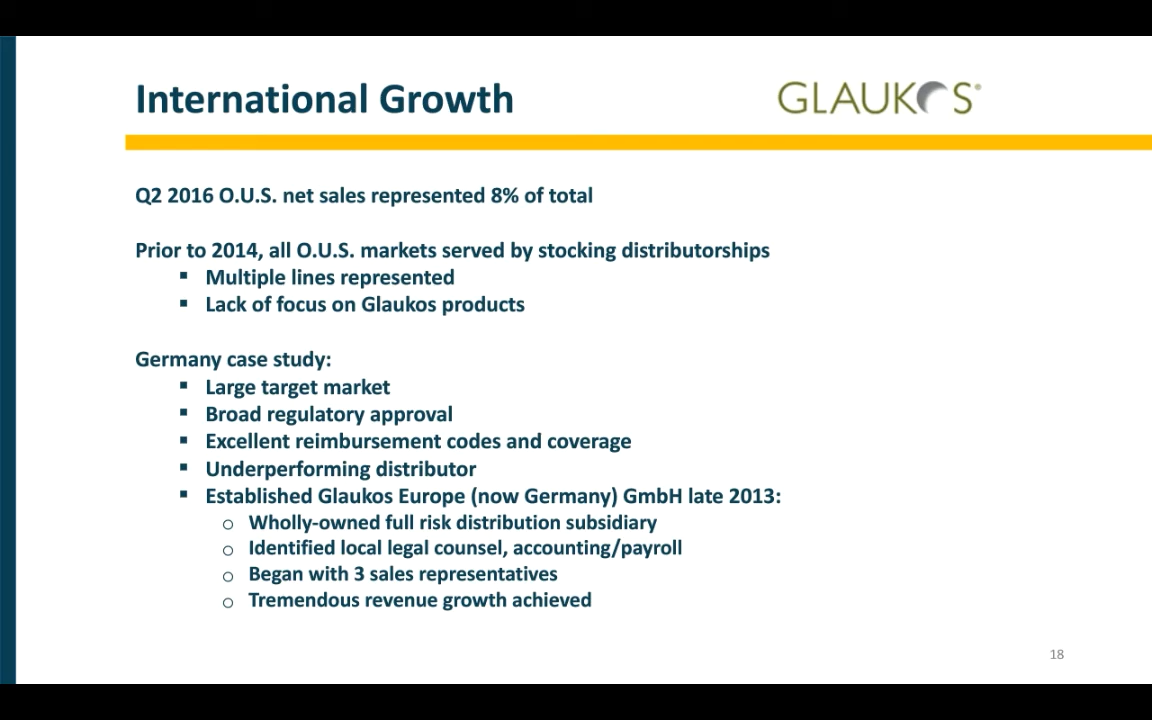 International Growth
GLAUKOS®
Q2 2016 O.U.S. net sales represented 8% of total
Prior to 2014, all O.U.S. markets served by stocking distributorships
▪ Multiple lines represented
▪ Lack of focus on Glaukos products
Germany case study:
▪ Large target market
▪ Broad regulatory approval
▪ Excellent reimbursement codes and coverage
▪ Underperforming distributor
▪ Established Glaukos Europe (now Germany) GmbH late 2013:
o Wholly-owned full risk distribution subsidiary
o Identified local legal counsel, accounting/payroll
o Began with 3 sales representatives
o Tremendous revenue growth achieved
18